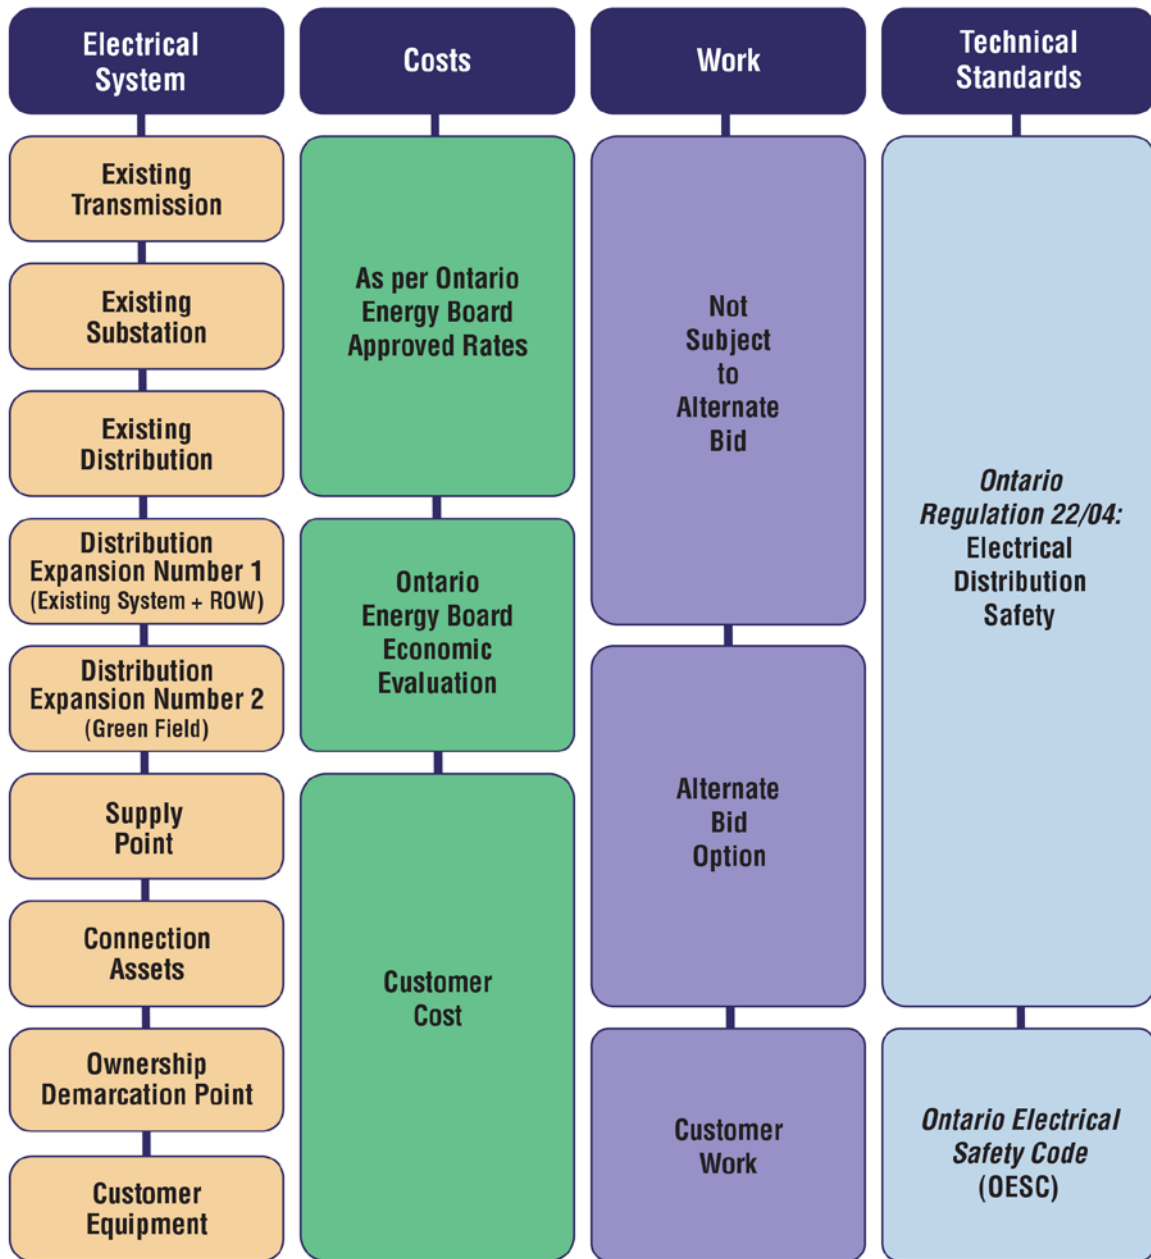 Electrical
System
Costs
Work
Technical
Standards
Existing
Transmission
Existing
Substation
Existing
Distribution
Distribution
Expansion Number 1
(Existing System + ROW)
Distribution
Expansion Number 2
(Green Field)
Supply
Point
Connection
Assets
Ownership
Demarcation Point
Customer
Equipment
As per Ontario
Energy Board
Approved Rates
Ontario
Energy Board
Economic
Evaluation
Customer
Cost
Not
Subject
to
Alternate
Bid
Alternate
Bid
Option
Customer
Work
Ontario
Regulation 22/04:
Electrical
Distribution
Safety
Ontario Electrical
Safety Code
(OESC)